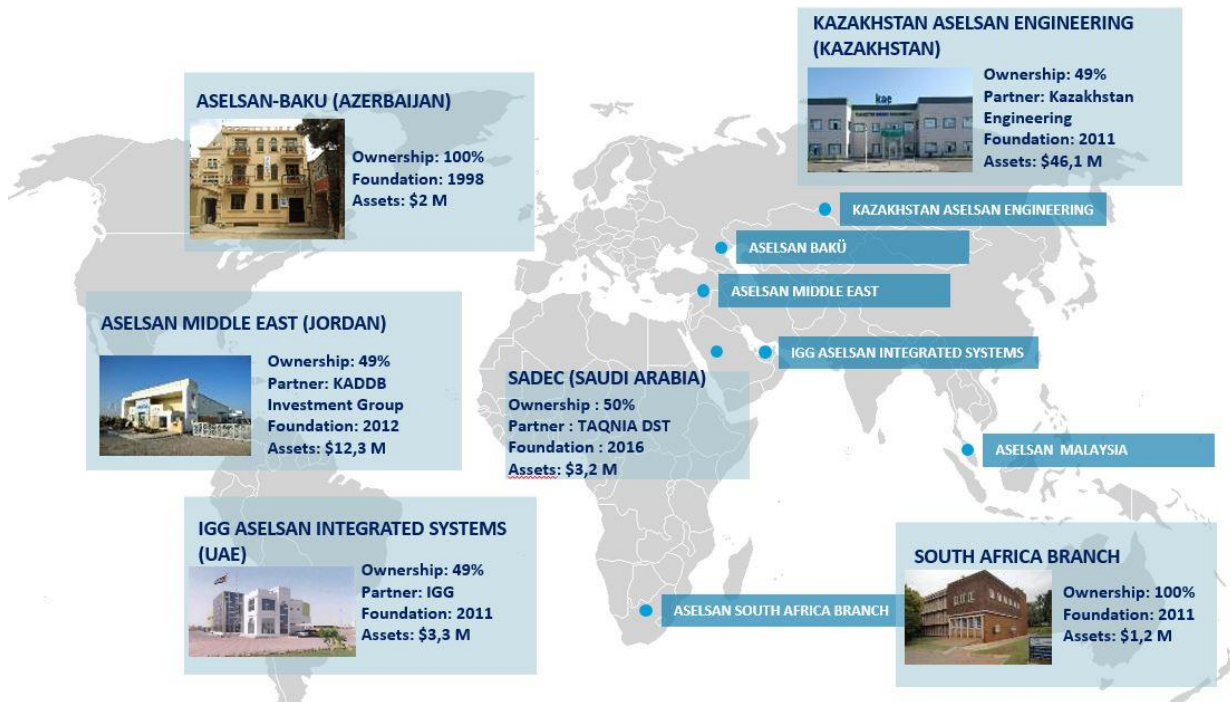 KAZAKHSTAN ASELSAN ENGINEERING
(KAZAKHSTAN)
kae
Ownership: 49%
Partner: Kazakhstan
Engineering
Foundation: 2011
Assets: $46,1 M
ASELSAN-BAKU (AZERBAIJAN)
Ownership: 100%
Foundation: 1998
Assets: $2 M
KAZAKHSTAN ASELSAN ENGINEERING
ASELSAN BAKÜ
ASELSAN MIDDLE EAST
IGG ASELSAN INTEGRATED SYSTEMS
ASELSAN MIDDLE EAST (JORDAN)
Ownership: 49%
Partner: KADDB
Investment Group
Foundation: 2012
Assets: $12,3 M
SADEC (SAUDI ARABIA)
Ownership : 50%
Partner : TAQNIA DST
Foundation : 2016
Assets: $3,2 M
ASELSAN MALAYSIA
IGG ASELSAN INTEGRATED SYSTEMS
(UAE)
Ownership: 49%
Partner: IGG
Foundation: 2011
Assets: $3,3 M
ASELSAN SOUTH AFRICA BRANCH
SOUTH AFRICA BRANCH
Ownership: 100%
Foundation: 2011
Assets: $1,2 M